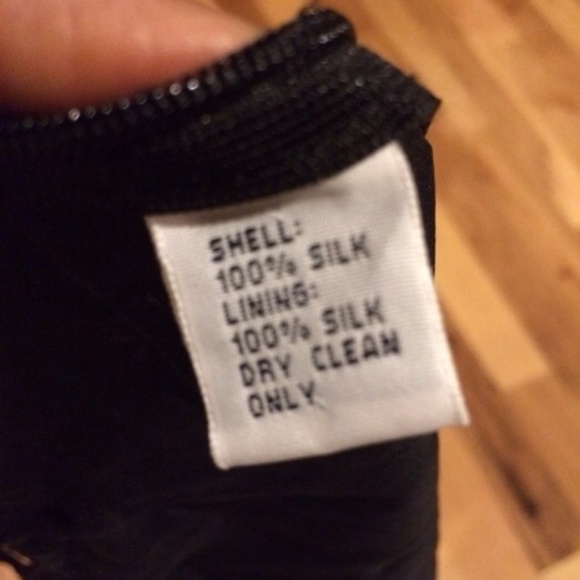 SHELL:
100% SILK
LINING:
100% SILK
DRY CLEAN
ONLY